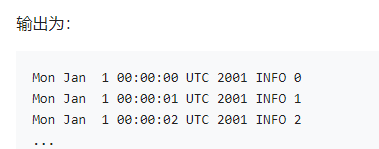 输出为：
Mon Jan  1 00:00:00 UTC 2001 INFO 0
Mon Jan  1 00:00:01 UTC 2001 INFO 1
Mon Jan  1 00:00:02 UTC 2001 INFO 2
...